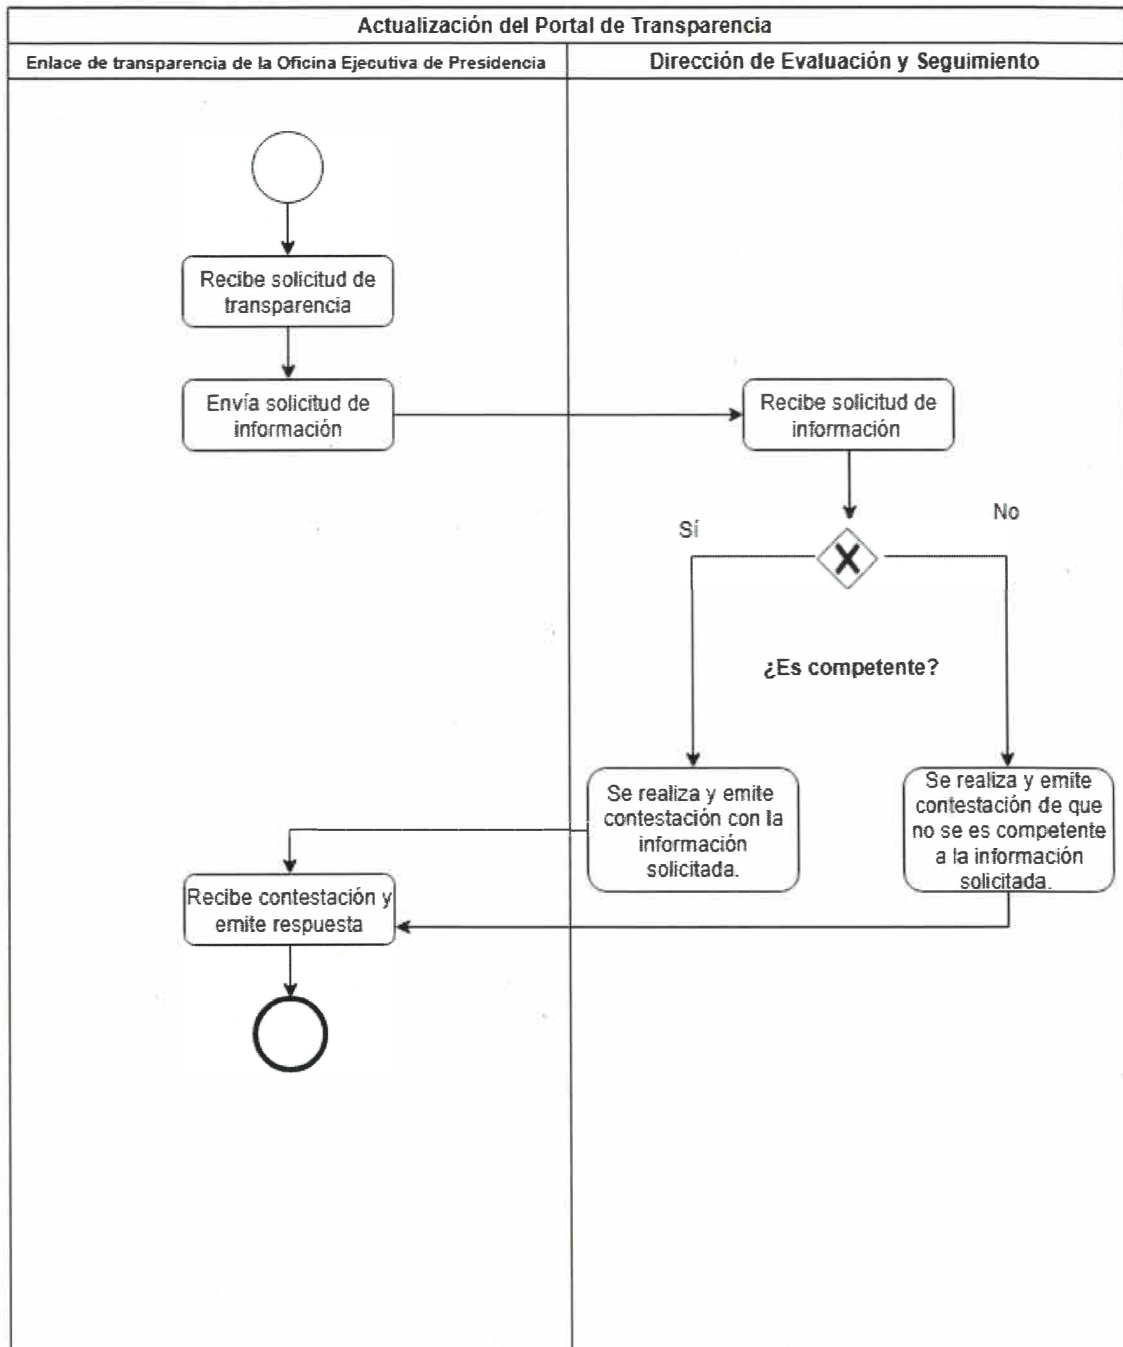 Actualización del Portal de Transparencia
Enlace de transparencia de la Oficina Ejecutiva de Presidencia
Dirección de Evaluación y Seguimiento
Recibe solicitud de
transparencia
Envía solicitud de
información
Recibe solicitud de
información
Sí
No
¿Es competente?
Se realiza y emite
contestación con la
información
solicitada.
Se realiza y emite
contestación de que
no se es competente
a la información
solicitada.
Recibe contestación y
emite respuesta